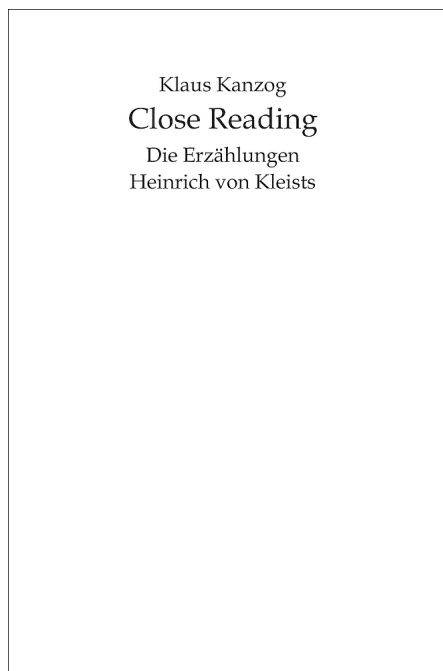 Klaus Kanzog
Close Reading
Die Erzählungen
Heinrich von Kleists